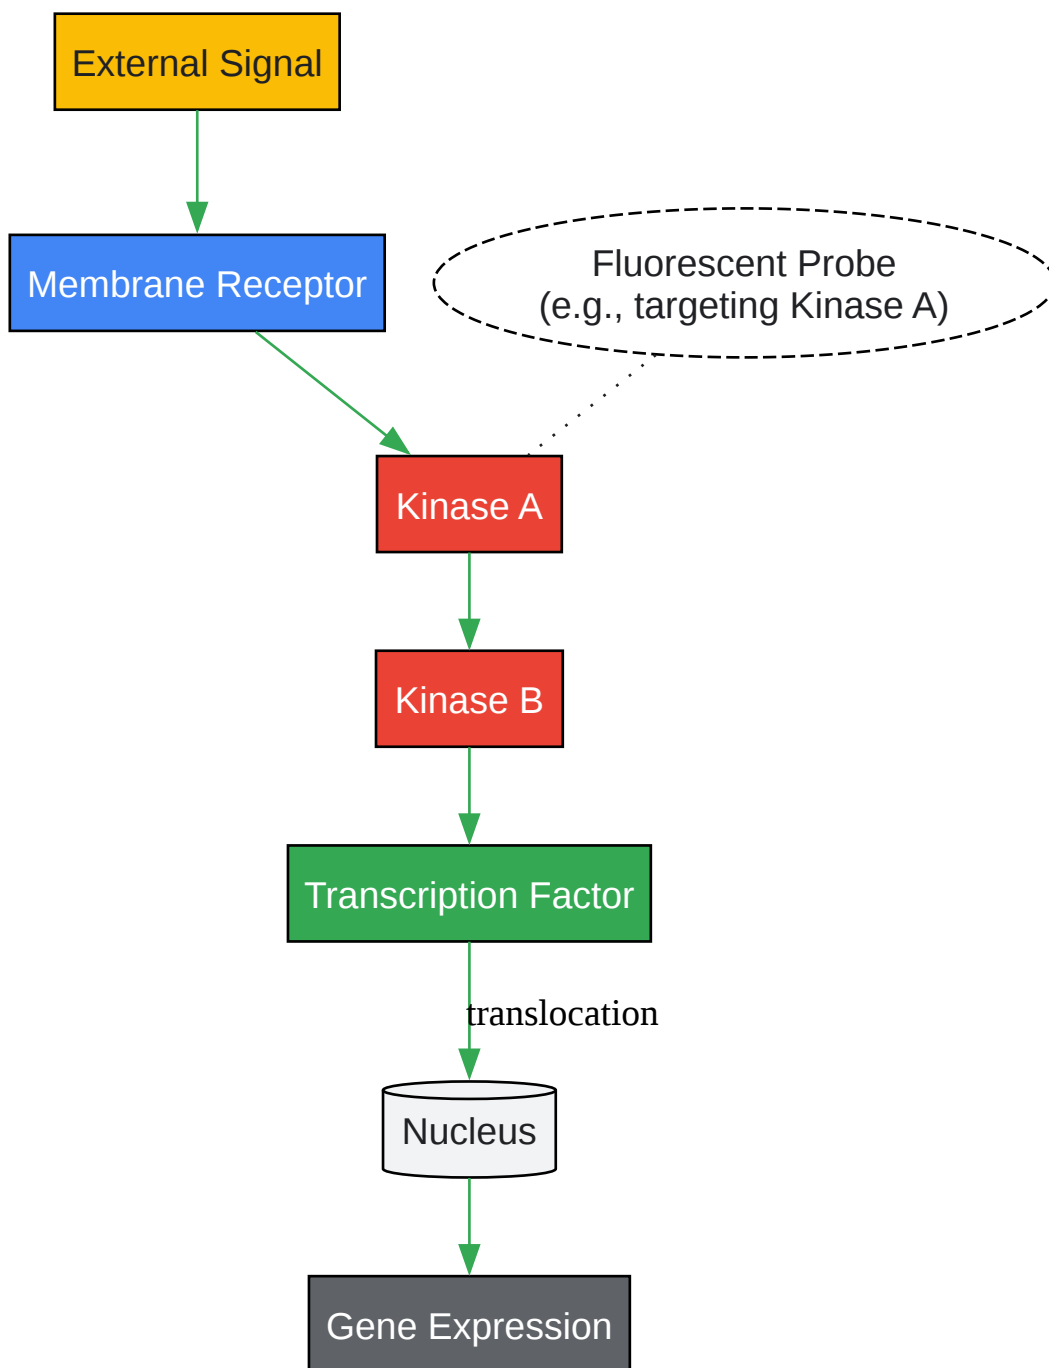 External Signal
Membrane Receptor
Fluorescent Probe
(e.g., targeting Kinase A)
Kinase A
Kinase B
Transcription Factor
translocation
Nucleus
Gene Expression